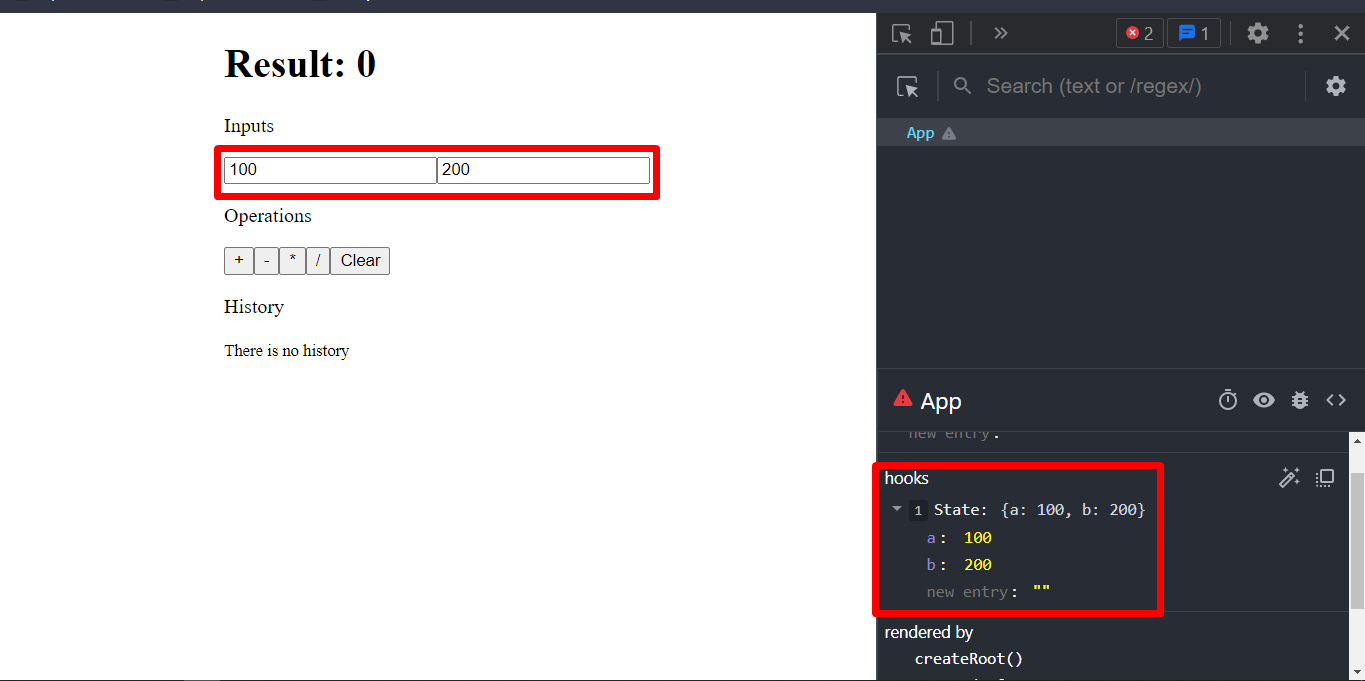 Result: 0
Inputs
100 200
Operations
+ - * / Clear
History
There is no history
2 1
Search (text or /regex/)
App
App
new entry:
hooks
1 State: {a: 100, b: 200}
a: 100
b: 200
new entry: ""
rendered by
createRoot()